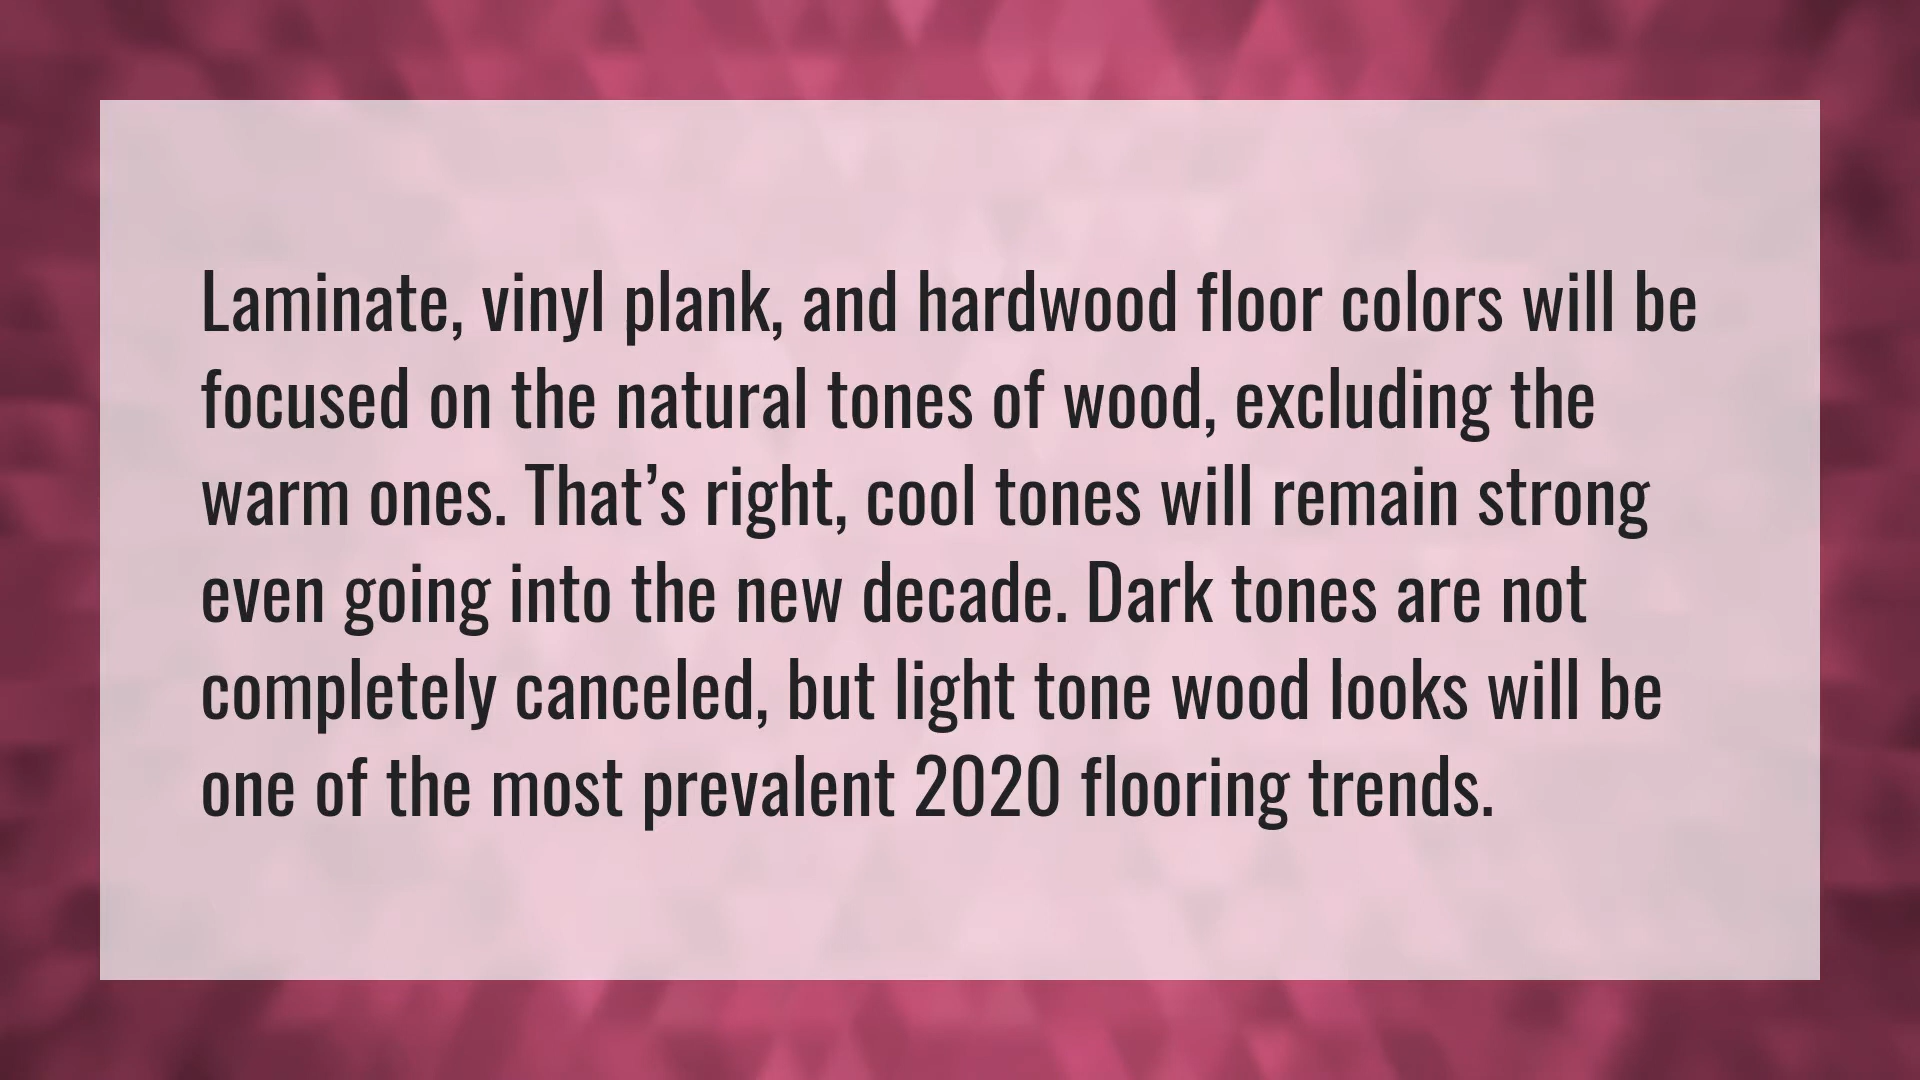 Laminate, vinyl plank, and hardwood floor colors will be
focused on the natural tones of wood, excluding the
warm ones. That’s right, cool tones will remain strong
even going into the new decade. Dark tones are not
completely canceled, but light tone wood looks will be
one of the most prevalent 2020 flooring trends.